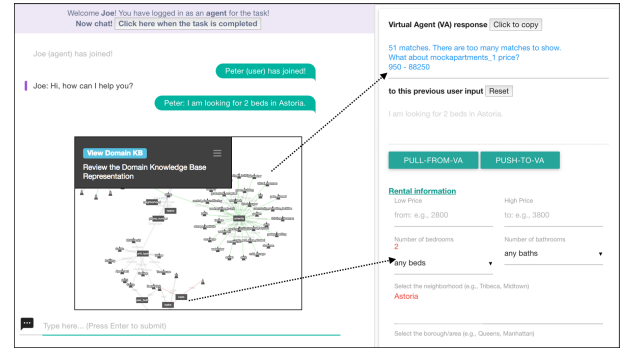 Welcome Joe! You have logged in as an agent for the task!
Now chat! Click here when the task is completed
Joe (agent) has joined!
Peter (user) has joined!
Joe: Hi, how can I help you?
Peter: I am looking for 2 beds in Astoria.
View Domain KB
Review the Domain Knowledge Base
Representation
Type here... (Press Enter to submit)
Virtual Agent (VA) response Click to copy
51 matches. There are too many matches to show.
What about mockapartments_1 price?
950 - 88250
to this previous user input Reset
I am looking for 2 beds in Astoria.
PULL-FROM-VA PUSH-TO-VA
Rental information
Low Price High Price
from: e.g., 2800 to: e.g., 3800
Number of bedrooms Number of bathrooms
2
any beds any baths
Select the neighborhood (e.g., Tribeca, Midtown)
Astoria
Select the borough/area (e.g., Queens, Manhattan)